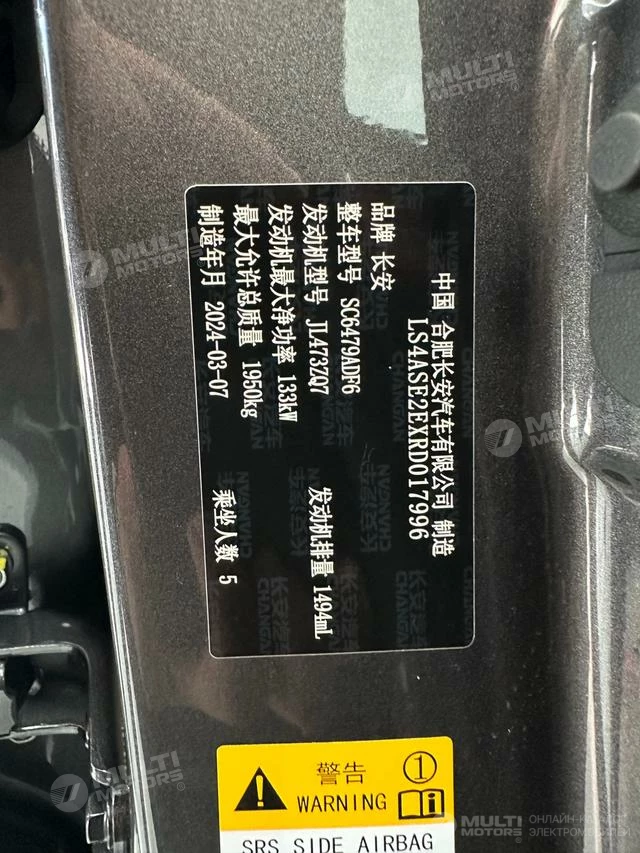 中国 合肥长安汽车有限公司 制造
LS4ASE2EXRD017996
品牌 长安
整车型号 SC6479ADF6
发动机型号 JL473ZQ7 发动机排量 1494mL
发动机最大净功率 133kW
最大允许总质量 1950kg
制造年月 2024-03-07 乘坐人数 5
警告
WARNING
SRS SIDE AIRBAG
MULTI MOTORS
ОНЛАЙН-КАТАЛОГ
ЭЛЕКТРОМОБИЛЕЙ